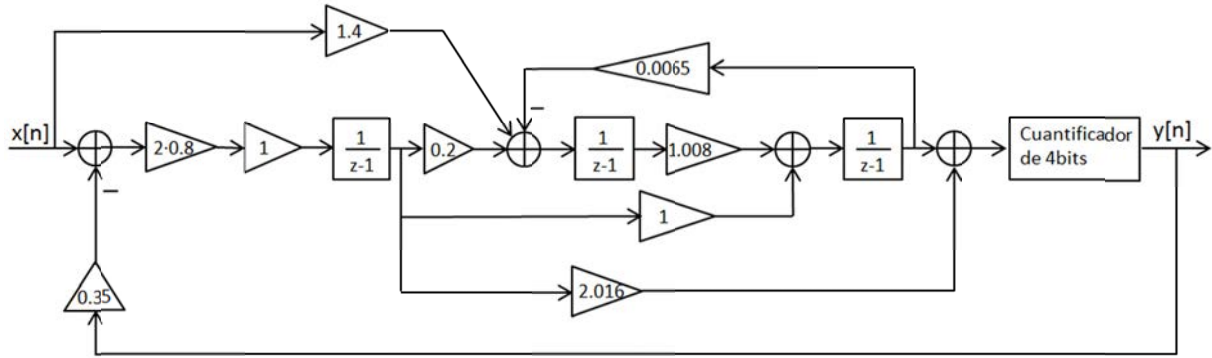 1.4
0.0065
−
x[n]
2·0.8
1
1
z-1
0.2
1
z-1
1.008
1
z-1
Cuantificador
de 4bits
y[n]
−
1
2.016
0.35